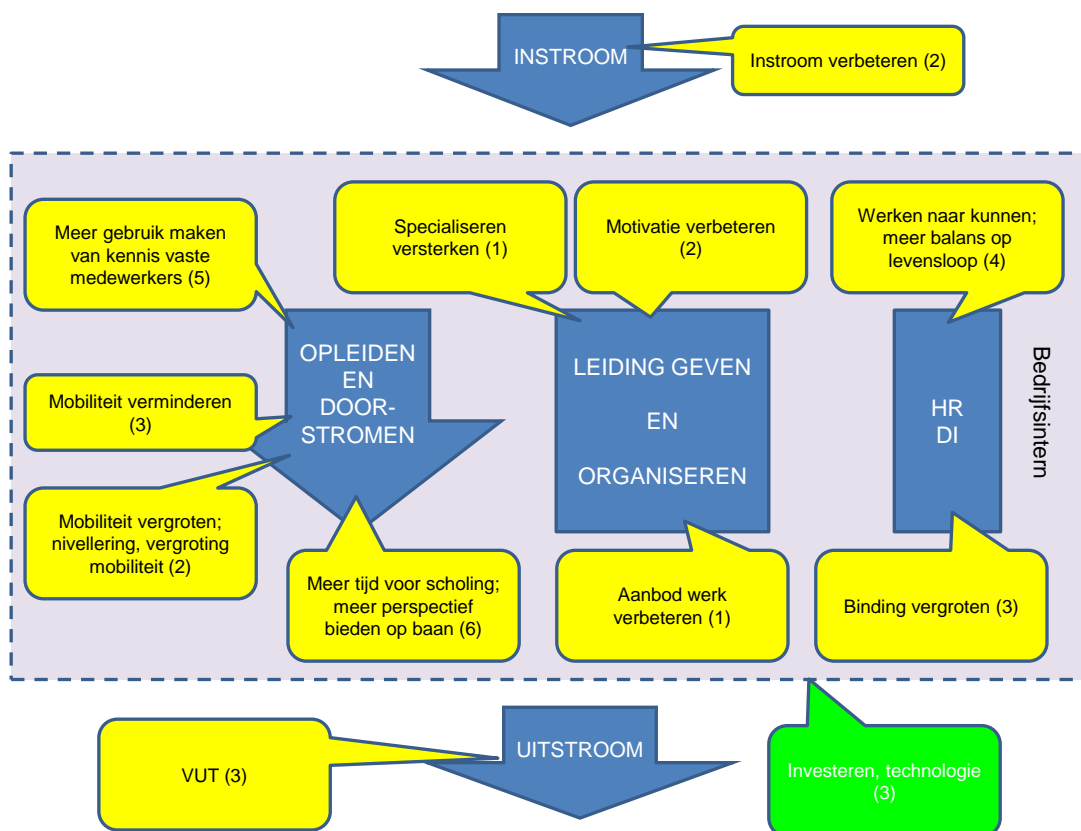 INSTROOM
Instroom verbeteren (2)
Meer gebruik maken
van kennis vaste
medewerkers (5)
Specialiseren
versterken (1)
Motivatie verbeteren
(2)
Werken naar kunnen;
meer balans op
levensloop (4)
OPLEIDEN
EN
DOOR-
STROMEN
LEIDING GEVEN
EN
ORGANISEREN
HR
DI
Bedrijfsintern
Mobiliteit verminderen
(3)
Mobiliteit vergroten;
nivellering, vergroting
mobiliteit (2)
Meer tijd voor scholing;
meer perspectief
bieden op baan (6)
Aanbod werk
verbeteren (1)
Binding vergroten (3)
VUT (3)
UITSTROOM
Investeren, technologie
(3)